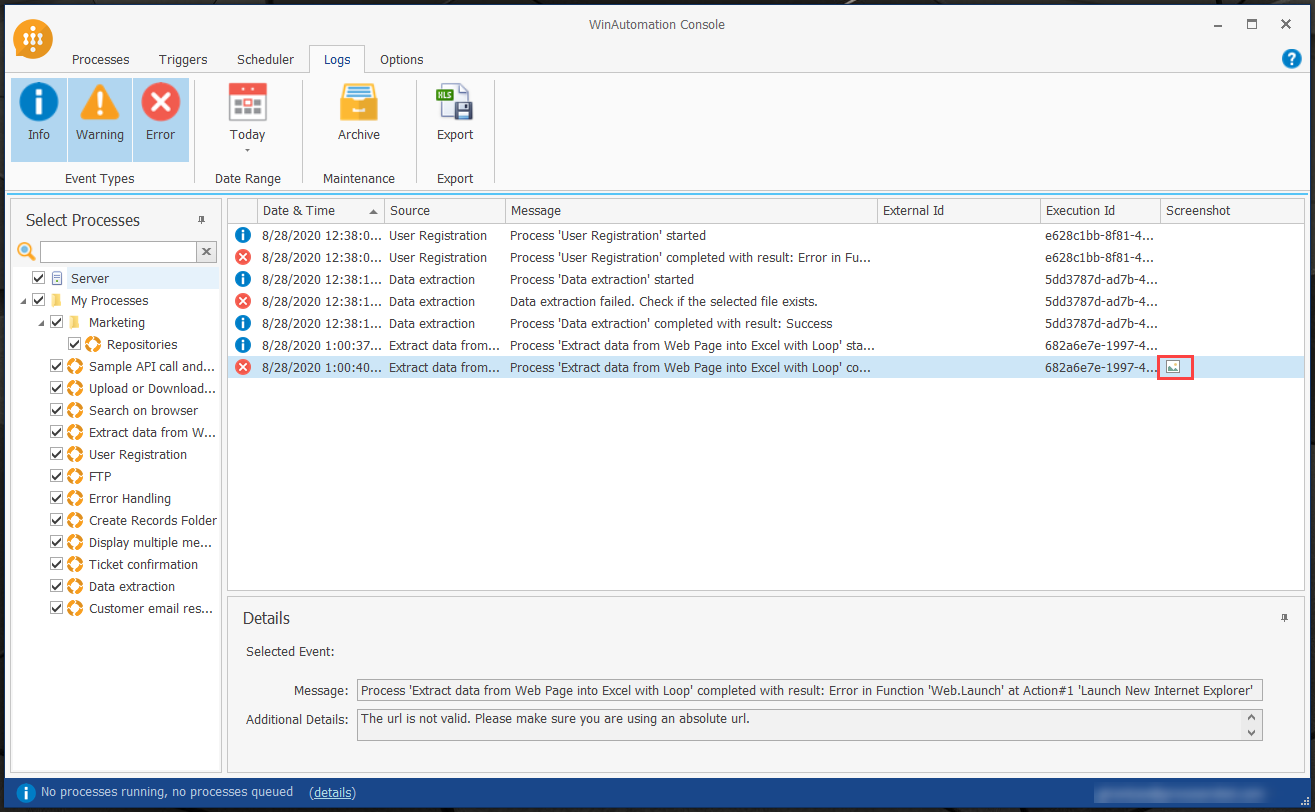 WinAutomation Console
Processes Triggers Scheduler Logs Options
Info Warning Error Today Archive XLS Export
Event Types Date Range Maintenance Export
Select Processes
Server
My Processes
Marketing
Repositories
Sample API call and...
Upload or Download...
Search on browser
Extract data from W...
User Registration
FTP
Error Handling
Create Records Folder
Display multiple me...
Ticket confirmation
Data extraction
Customer email res...
Date & Time Source Message External Id Execution Id Screenshot
8/28/2020 12:38:0... User Registration Process 'User Registration' started e628c1bb-8f81-4...
8/28/2020 12:38:0... User Registration Process 'User Registration' completed with result: Error in Fu... e628c1bb-8f81-4...
8/28/2020 12:38:1... Data extraction Process 'Data extraction' started 5dd3787d-ad7b-4...
8/28/2020 12:38:1... Data extraction Data extraction failed. Check if the selected file exists. 5dd3787d-ad7b-4...
8/28/2020 12:38:1... Data extraction Process 'Data extraction' completed with result: Success 5dd3787d-ad7b-4...
8/28/2020 1:00:37... Extract data from... Process 'Extract data from Web Page into Excel with Loop' sta... 682a6e7e-1997-4...
8/28/2020 1:00:40... Extract data from... Process 'Extract data from Web Page into Excel with Loop' co... 682a6e7e-1997-4...
Details
Selected Event:
Message: Process 'Extract data from Web Page into Excel with Loop' completed with result: Error in Function 'Web.Launch' at Action#1 'Launch New Internet Explorer'
Additional Details: The url is not valid. Please make sure you are using an absolute url.
No processes running, no processes queued (details)